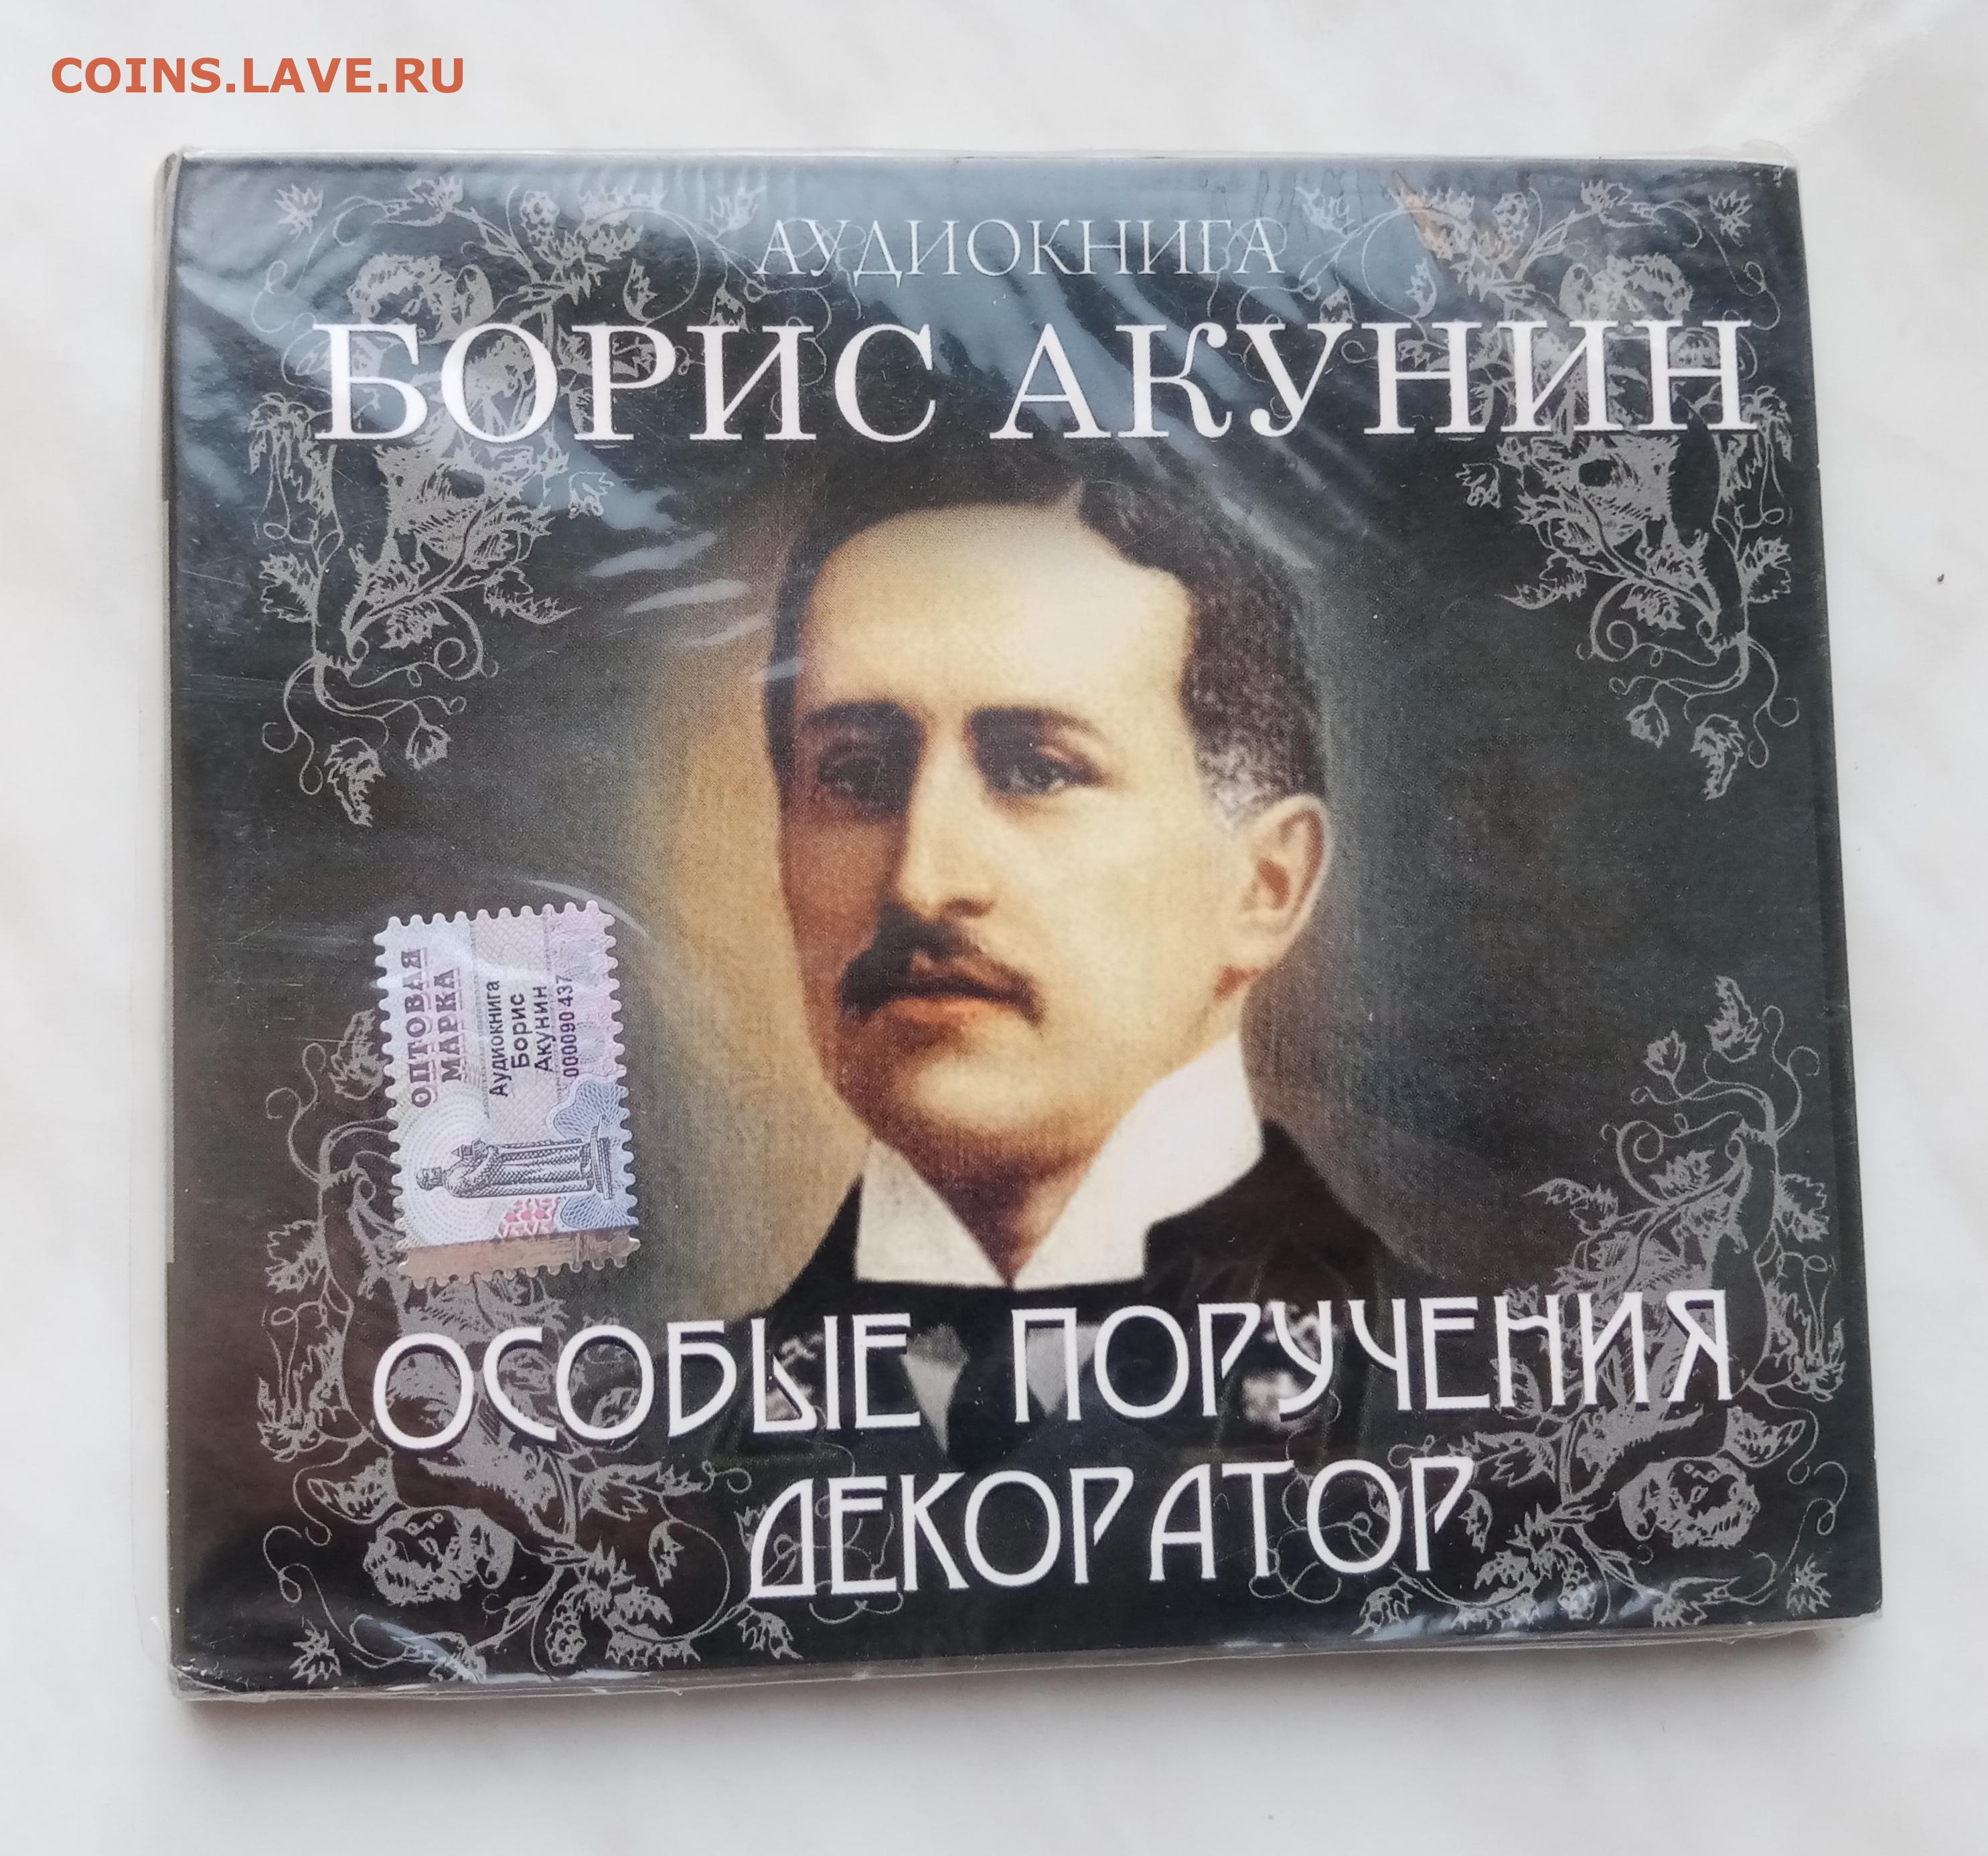 COINS.LAVE.RU
АУДИОКНИГА
БОРИС АКУНИН
ОПТОВАЯ
МАРКА
Аудиокнига
Борис
Акунин
000090 437
ОСОБЫЕ ПОРУЧЕНИЯ
ДЕКОРАТОР